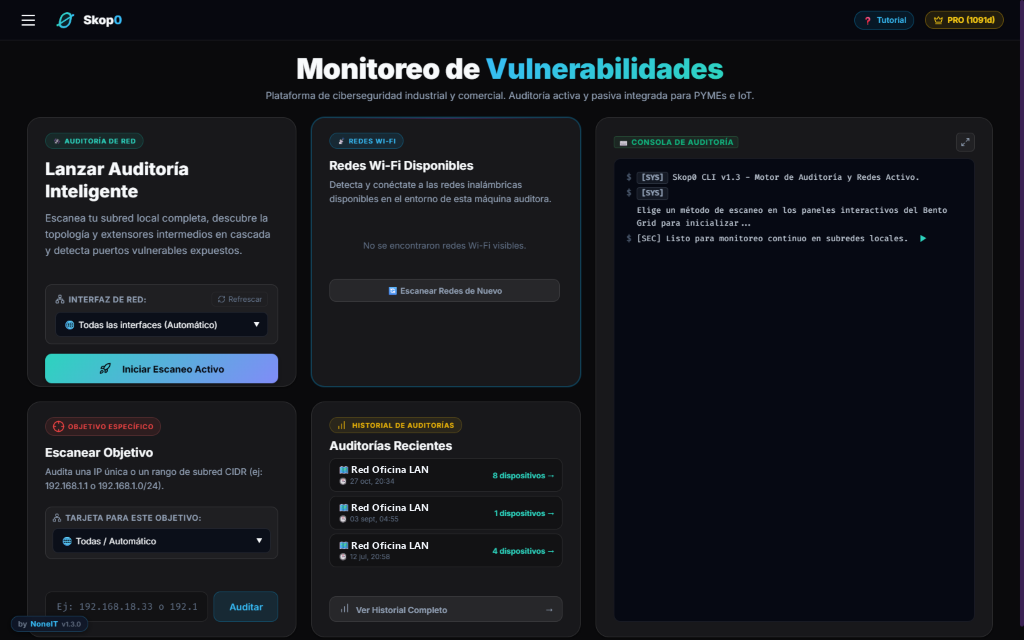 Skop0
Tutorial
PRO (1091d)
Monitoreo de Vulnerabilidades
Plataforma de ciberseguridad industrial y comercial. Auditoría activa y pasiva integrada para PYMEs e IoT.
AUDITORÍA DE RED
Lanzar Auditoría
Inteligente
Escanea tu subred local completa, descubre la
topología y extensores intermedios en cascada
y detecta puertos vulnerables expuestos.
INTERFAZ DE RED:
Refrescar
Todas las interfaces (Automático)
Iniciar Escaneo Activo
REDES WI-FI
Redes Wi-Fi Disponibles
Detecta y conéctate a las redes inalámbricas
disponibles en el entorno de esta máquina auditora.
No se encontraron redes Wi-Fi visibles.
Escanear Redes de Nuevo
CONSOLA DE AUDITORÍA
$ [SYS] Skop0 CLI v1.3 - Motor de Auditoría y Redes Activo.
$ [SYS]
Elige un método de escaneo en los paneles interactivos del Bento
Grid para inicializar...
$ [SEC] Listo para monitoreo continuo en subredes locales.
OBJETIVO ESPECÍFICO
Escanear Objetivo
Audita una IP única o un rango de subred CIDR (ej:
192.168.1.1 o 192.168.1.0/24).
TARJETA PARA ESTE OBJETIVO:
Todas / Automático
Ej: 192.168.18.33 o 192.1
Auditar
HISTORIAL DE AUDITORÍAS
Auditorías Recientes
Red Oficina LAN
27 oct, 20:34
8 dispositivos →
Red Oficina LAN
03 sept, 04:55
1 dispositivos →
Red Oficina LAN
12 jul, 20:58
4 dispositivos →
Ver Historial Completo →
by NoneIT v1.3.0